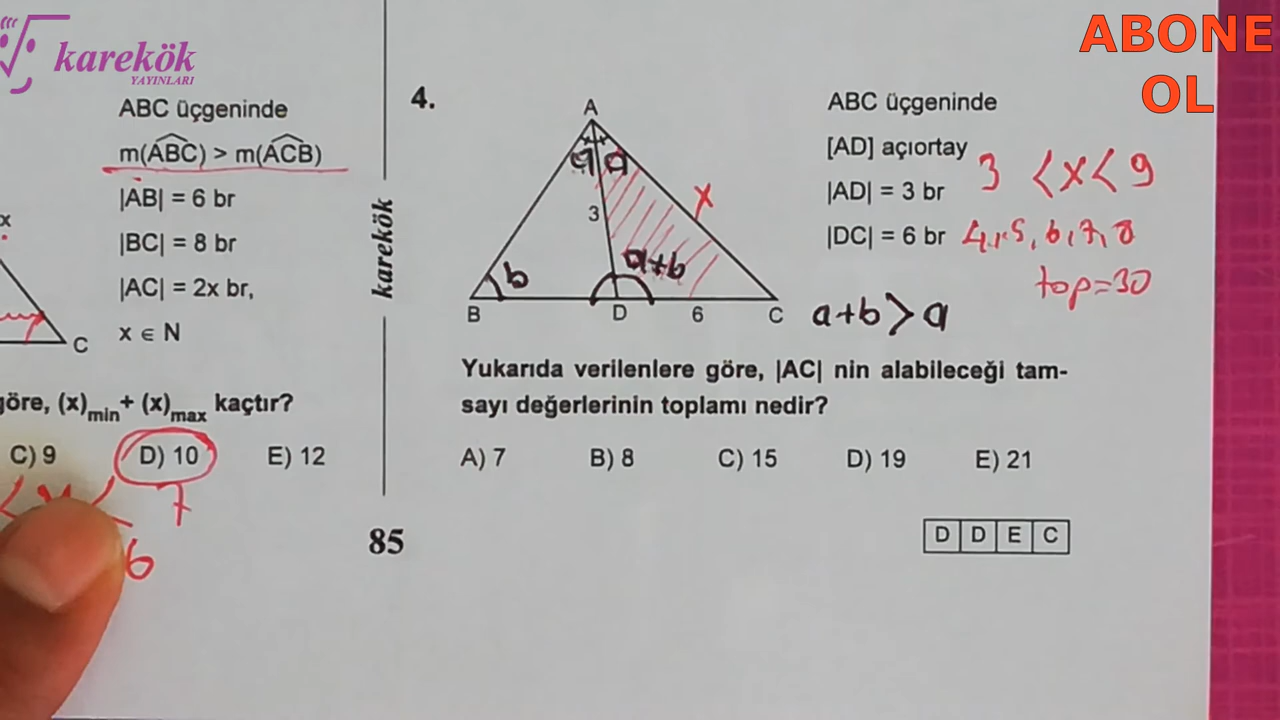 karekök
YAYINLARI
ABONE
OL
ABC üçgeninde
m(ABC) > m(ACB)
|AB| = 6 br
|BC| = 8 br
|AC| = 2x br,
x ∈ N
x
C
göre, (x)min + (x)max kaçtır?
C) 9
D) 10
E) 12
7
6
karekök
85
4.
A
a a
3
x
b
a+b
B
D
6
C
ABC üçgeninde
[AD] açıortay
|AD| = 3 br
|DC| = 6 br
3 < x < 9
4,5,6,7,8
top=30
a+b > a
Yukarıda verilenlere göre, |AC| nin alabileceği tam-
sayı değerlerinin toplamı nedir?
A) 7
B) 8
C) 15
D) 19
E) 21
D D E C